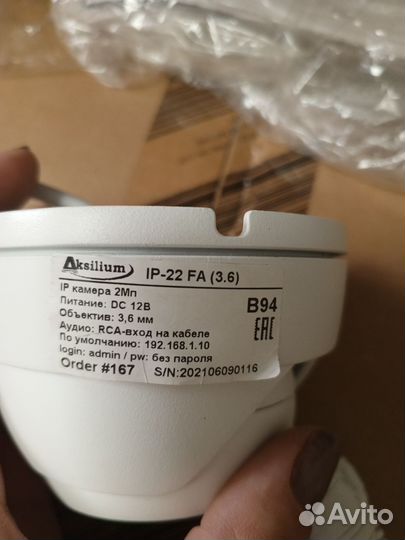 Aksilium IP-22 FA (3.6)
IP камера 2Мп
Питание: DC 12В
B94
Объектив: 3,6 мм
EAC
Аудио: RCA-вход на кабеле
По умолчанию: 192.168.1.10
login: admin / pw: без пароля
Order #167 S/N:202106090116
Avito